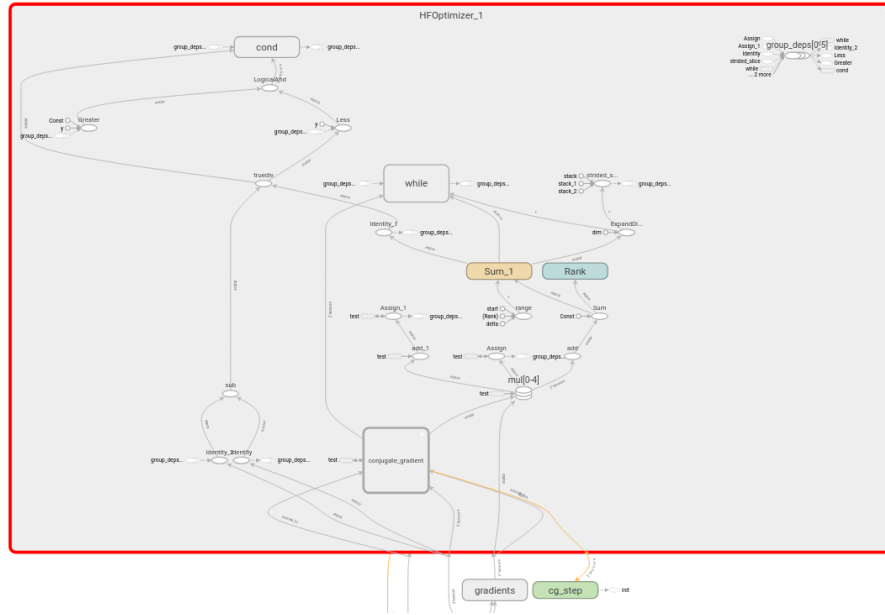 HFOptimizer_1
group_deps...
cond
group_deps...
Assign
Assign_1
Identity
strided_slice
while
... 2 more
group_deps[0-5]
while
Identity_2
Less
Greater
cond
LogicalAnd
Const
y
Greater
group_deps...
y
Less
group_deps...
truediv
group_deps...
while
group_deps...
stack
stack_1
stack_2
strided_s...
group_deps...
Identity_1
group_deps...
dim
ExpandDi...
Sum_1
Rank
test
Assign_1
group_deps...
start
(Rank)
delta
range
Const
Sum
test
add_1
test
Assign
group_deps...
add
mul[0-4]
test
sub
group_deps...
Identity
group_deps...
test
conjugate_gradient
gradients
cg_step
init